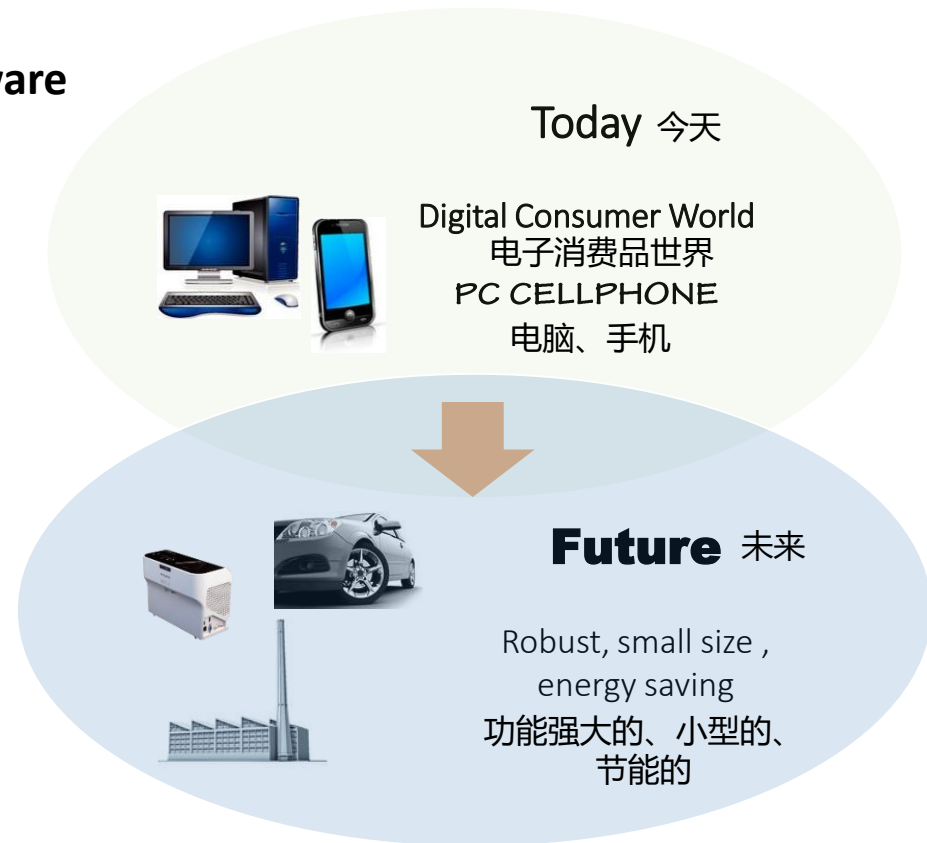 Today 今天
Digital Consumer World
电子消费品世界
PC CELLPHONE
电脑、手机
Future 未来
Robust, small size ,
energy saving
功能强大的、小型的、
节能的